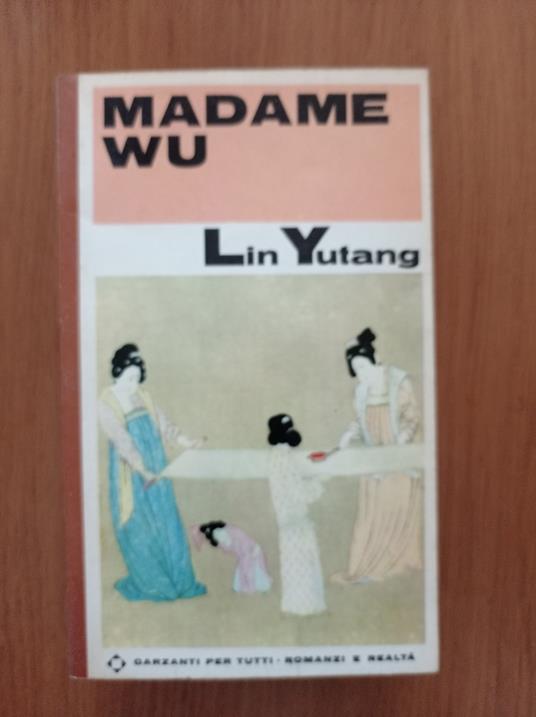 MADAME
WU
Lin Yutang
GARZANTI PER TUTTI · ROMANZI E REALTÀ